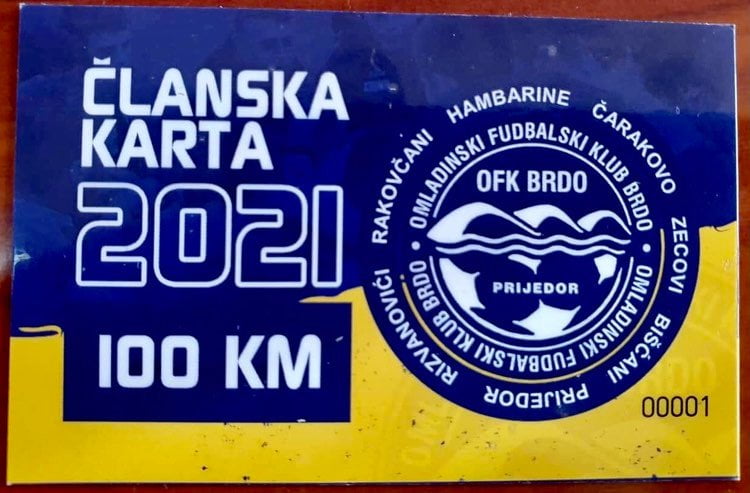 ČLANSKA
KARTA
2021
100 KM
RIZVANOVIĆI RAKOVČANI HAMBARINE ČARAKOVO ZECOVI BIŠĆANI PRIJEDOR
OMLADINSKI FUDBALSKI KLUB BRDO • OMLADINSKI FUDBALSKI KLUB BRDO •
OFK BRDO
PRIJEDOR
00001